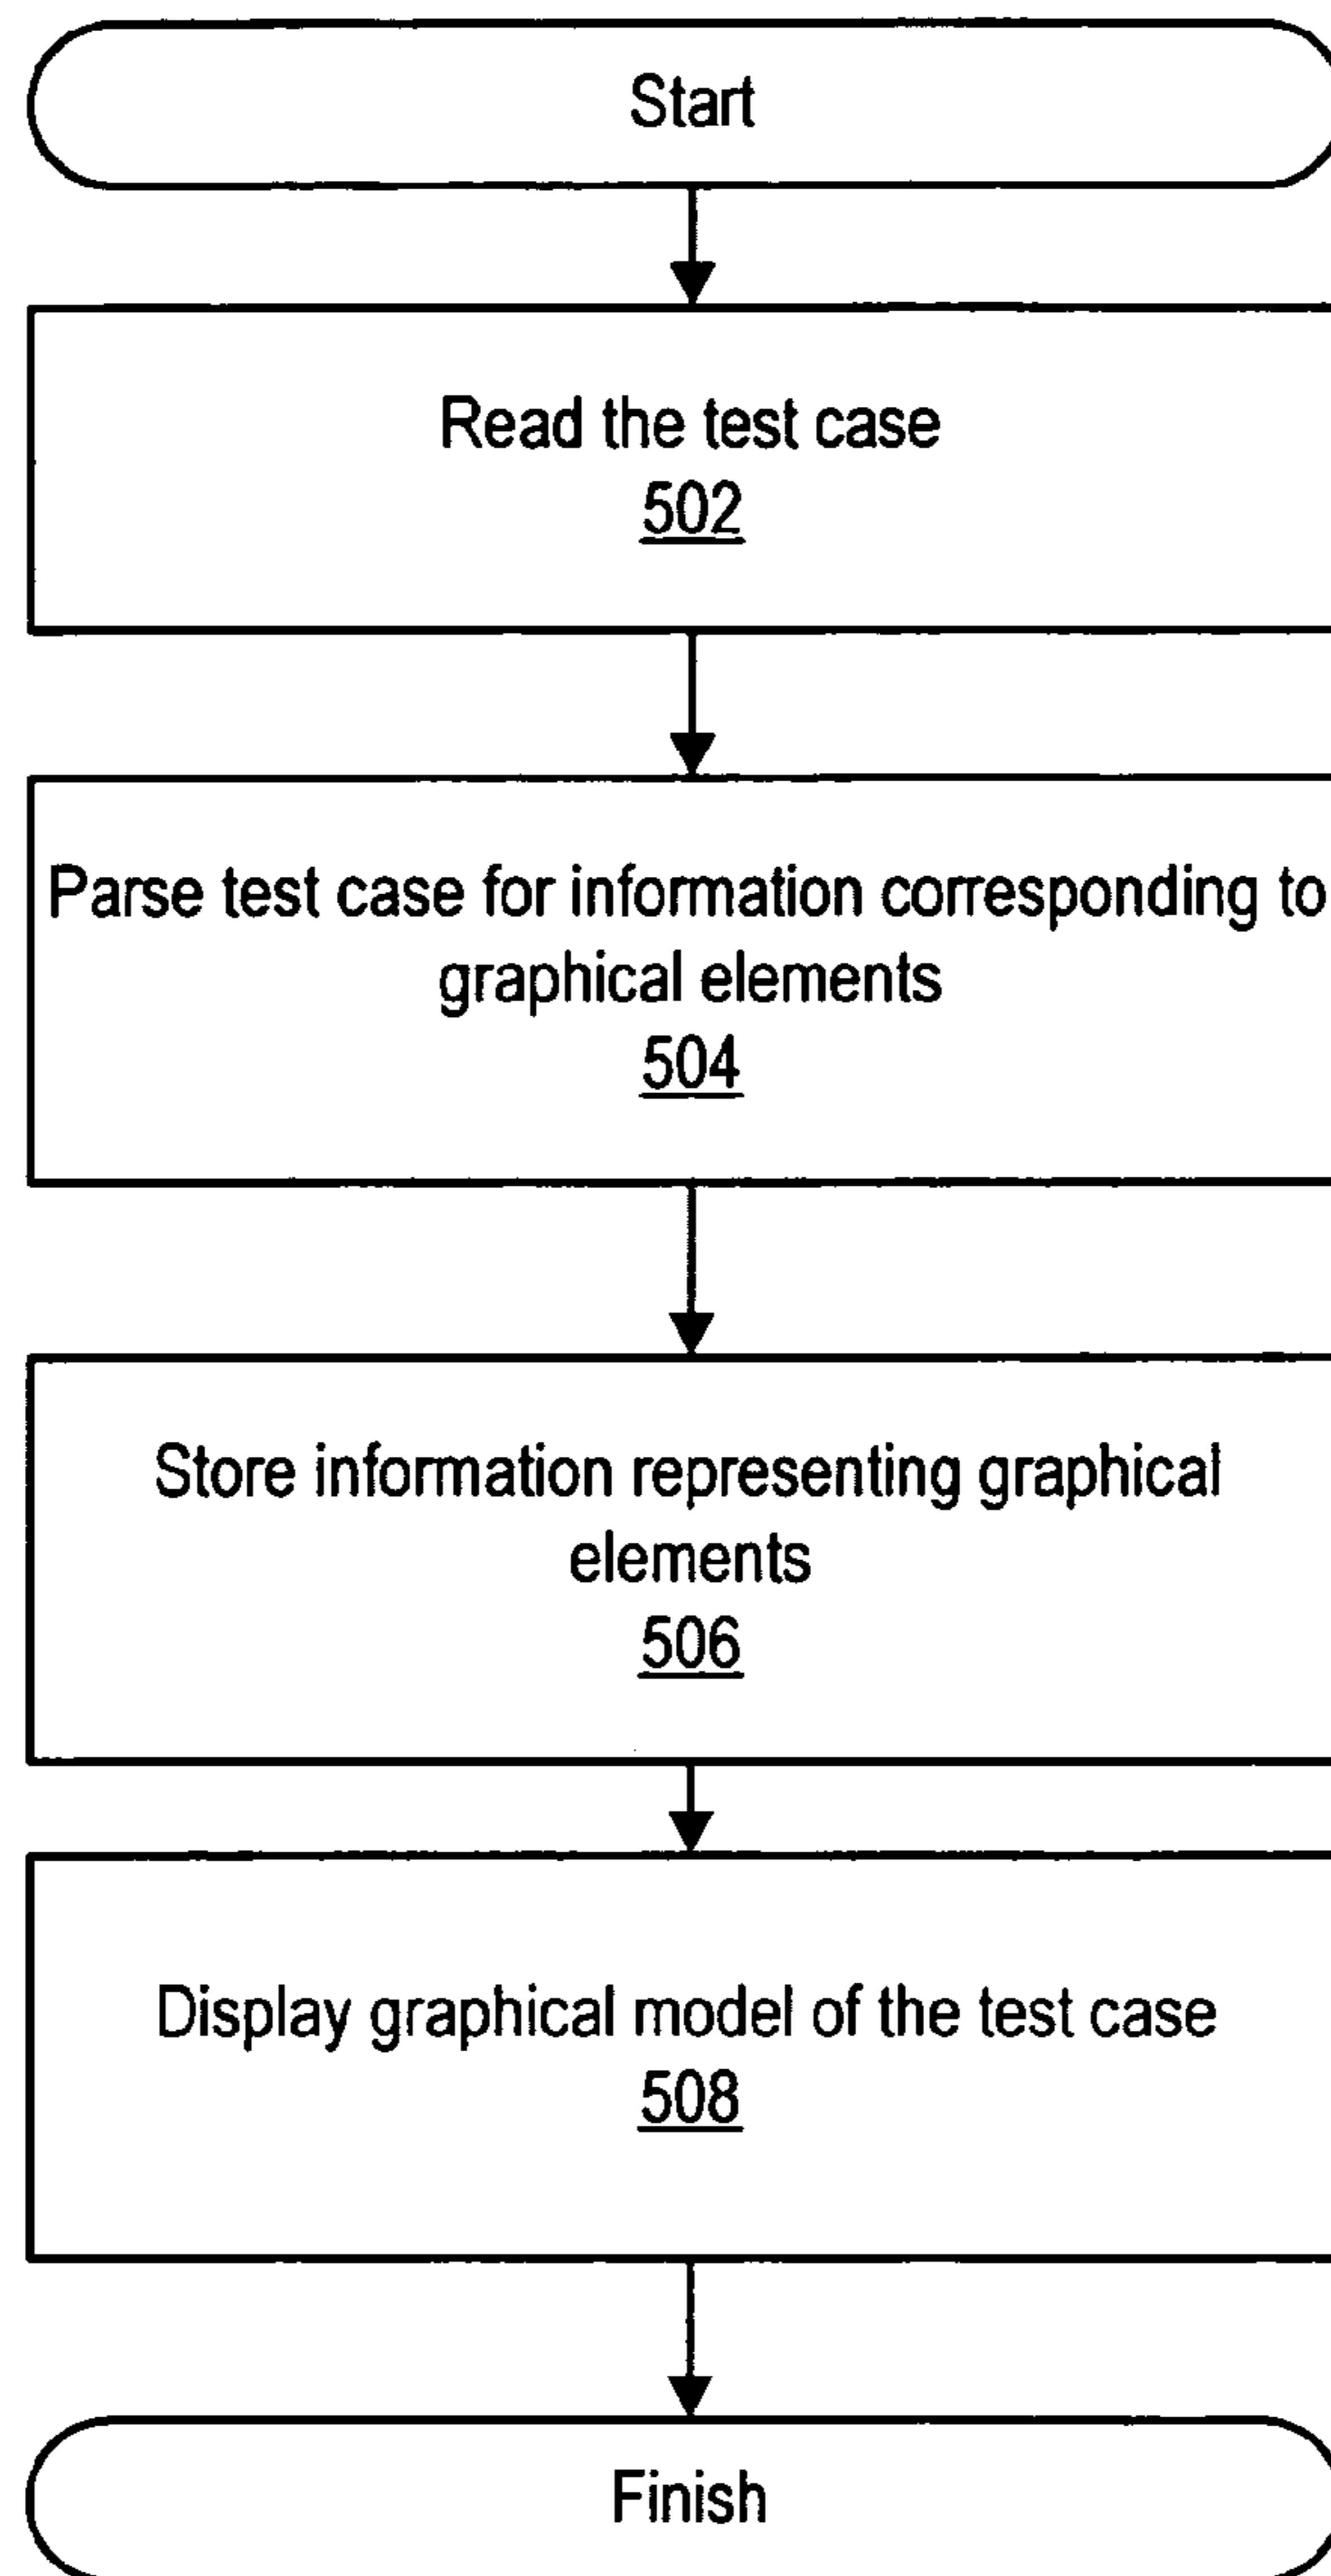 Start
Read the test case
502
Parse test case for information corresponding to
graphical elements
504
Store information representing graphical
elements
506
Display graphical model of the test case
508
Finish